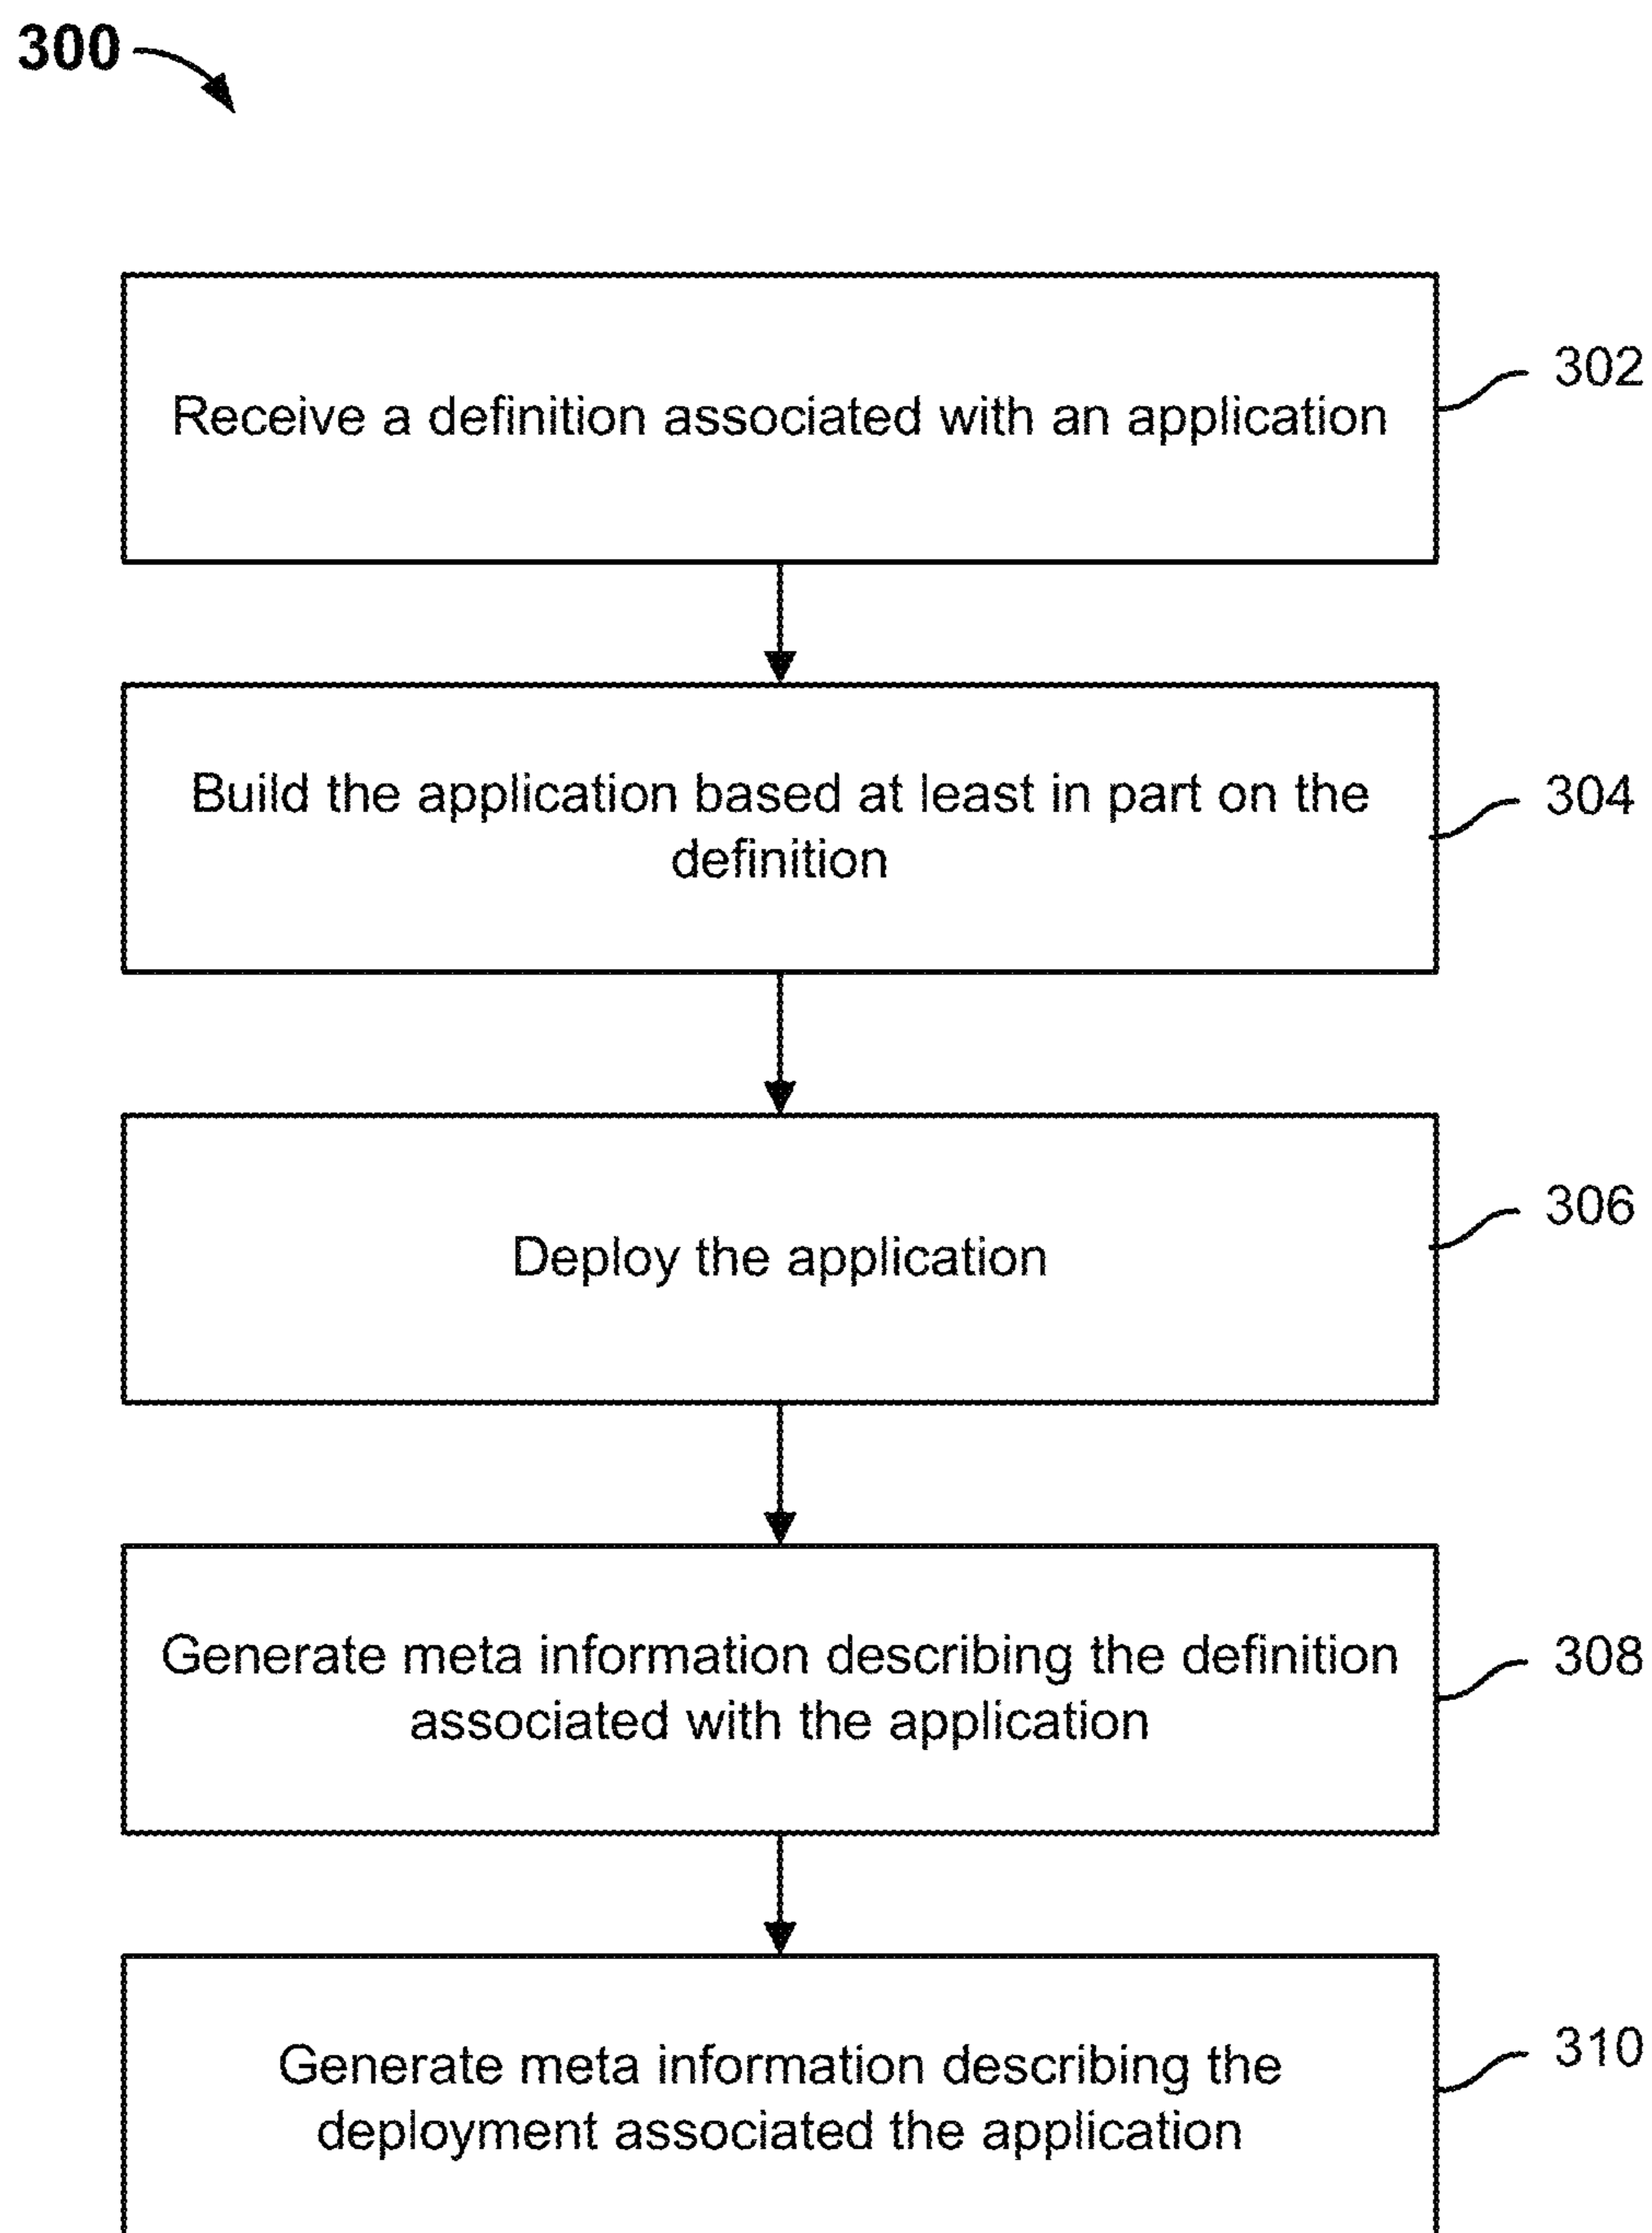 300
Receive a definition associated with an application
302
Build the application based at least in part on the
definition
304
Deploy the application
306
Generate meta information describing the definition
associated with the application
308
Generate meta information describing the
deployment associated the application
310